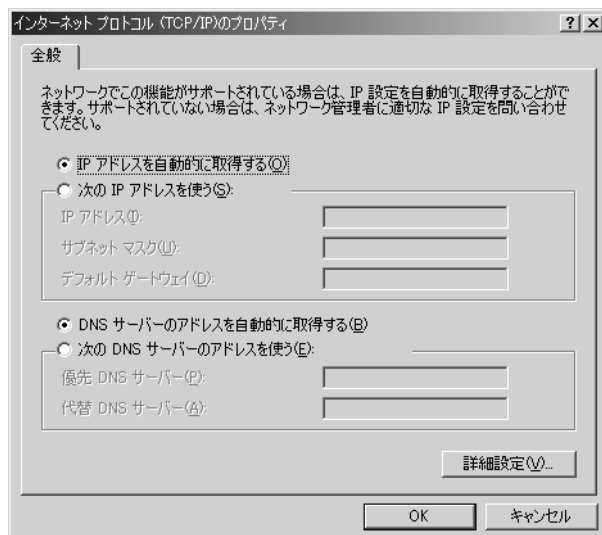 インターネット プロトコル (TCP/IP)のプロパティ
全般
ネットワークでこの機能がサポートされている場合は、IP 設定を自動的に取得することがで
きます。サポートされていない場合は、ネットワーク管理者に適切な IP 設定を問い合わせ
てください。
IP アドレスを自動的に取得する(O)
次の IP アドレスを使う(S):
IP アドレス(I):
サブネット マスク(U):
デフォルト ゲートウェイ(D):
DNS サーバーのアドレスを自動的に取得する(B)
次の DNS サーバーのアドレスを使う(E):
優先 DNS サーバー(P):
代替 DNS サーバー(A):
詳細設定(V)...
OK
キャンセル